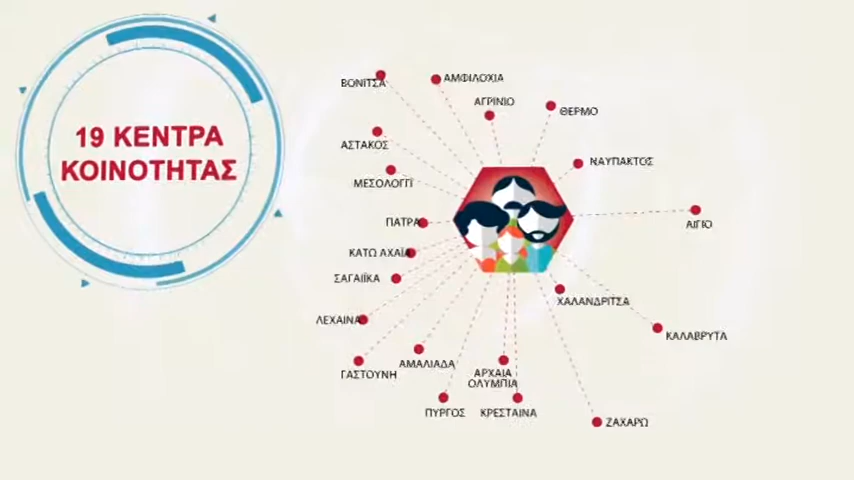 19 ΚΕΝΤΡΑ
ΚΟΙΝΟΤΗΤΑΣ
ΒΟΝΙΤΣΑ
ΑΜΦΙΛΟΧΙΑ
ΑΓΡΙΝΙΟ
ΘΕΡΜΟ
ΑΣΤΑΚΟΣ
ΝΑΥΠΑΚΤΟΣ
ΜΕΣΟΛΟΓΓΙ
ΠΑΤΡΑ
ΑΙΓΙΟ
ΚΑΤΩ ΑΧΑΪΑ
ΣΑΓΑΙΪΚΑ
ΧΑΛΑΝΔΡΙΤΣΑ
ΛΕΧΑΙΝΑ
ΚΑΛΑΒΡΥΤΑ
ΑΜΑΛΙΑΔΑ
ΓΑΣΤΟΥΝΗ
ΑΡΧΑΙΑ
ΟΛΥΜΠΙΑ
ΠΥΡΓΟΣ
ΚΡΕΣΤΑΙΝΑ
ΖΑΧΑΡΩ